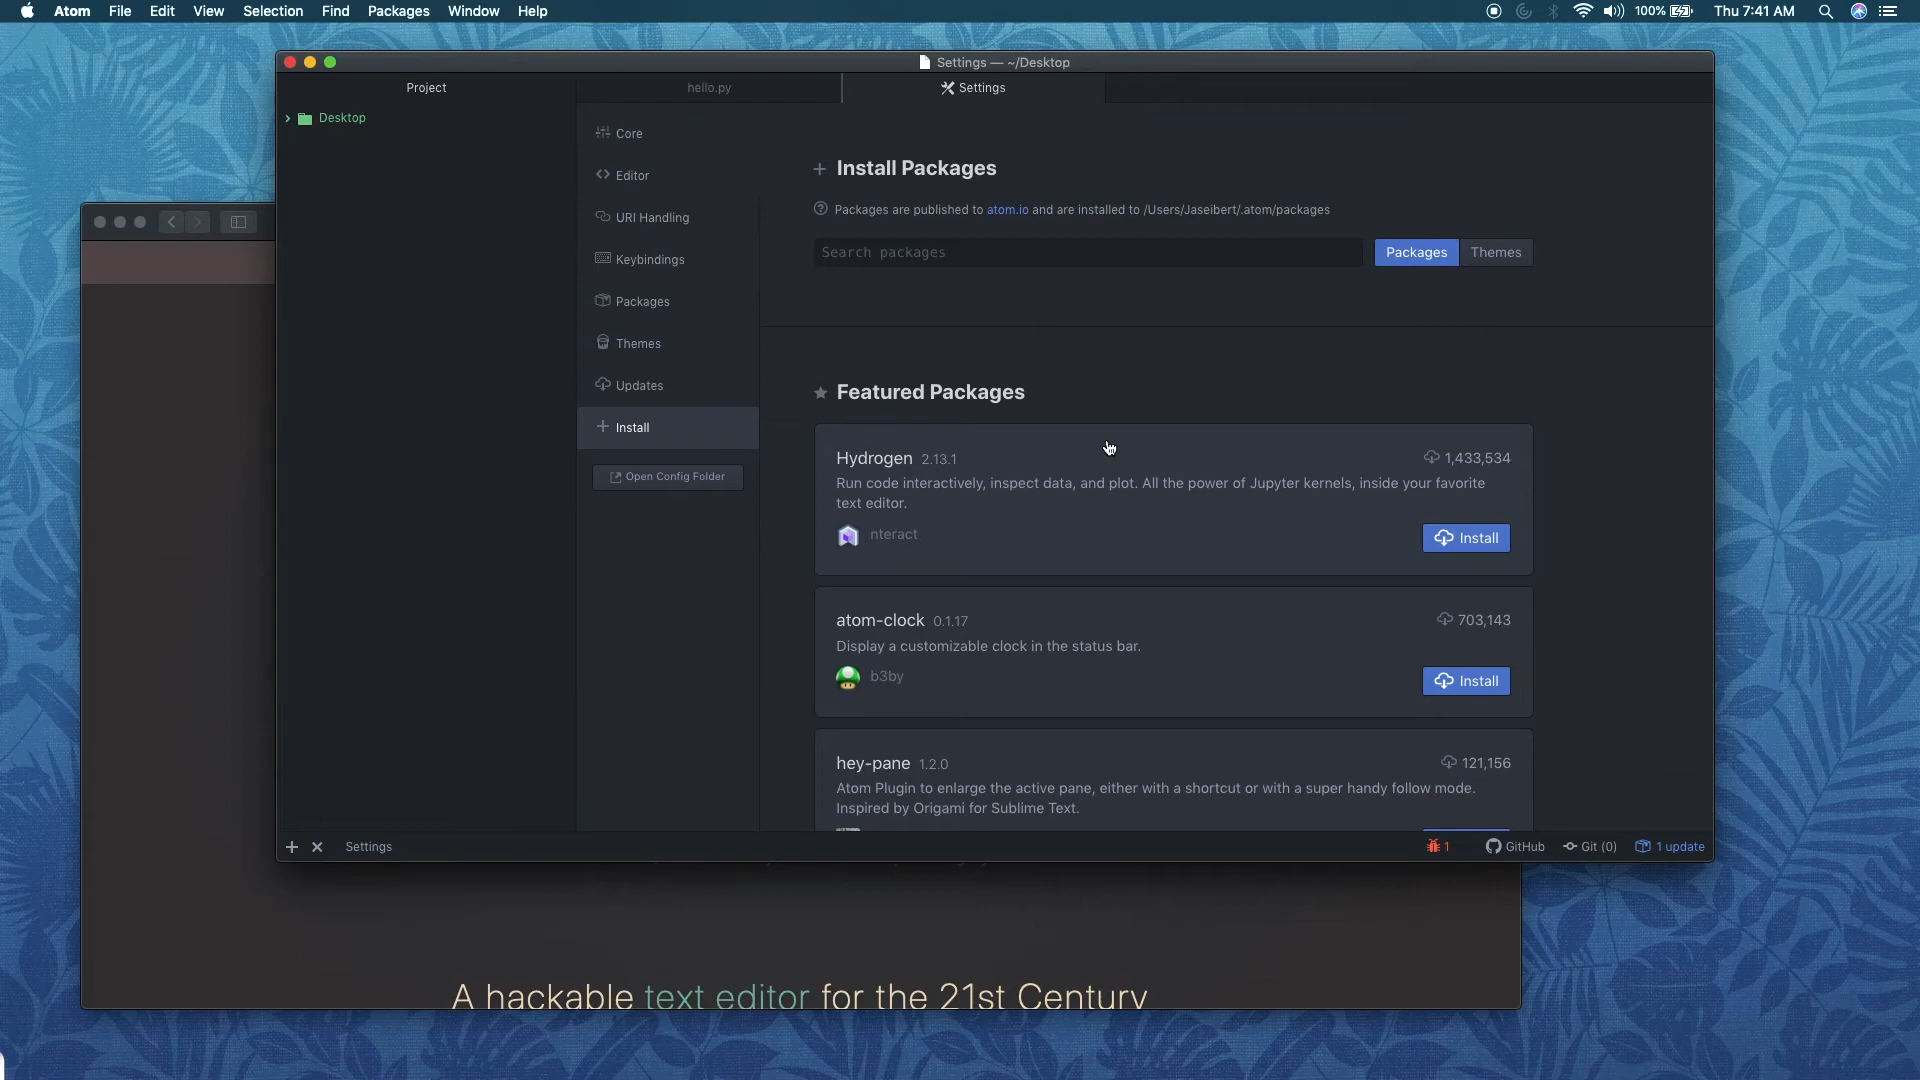 Atom File Edit View Selection Find Packages Window Help
100% Thu 7:41 AM
Settings — ~/Desktop
Project
hello.py
Settings
Desktop
Core
Editor
URI Handling
Keybindings
Packages
Themes
Updates
Install
Open Config Folder
Install Packages
Packages are published to atom.io and are installed to /Users/Jaseibert/.atom/packages
Search packages
Packages Themes
Featured Packages
Hydrogen 2.13.1 1,433,534
Run code interactively, inspect data, and plot. All the power of Jupyter kernels, inside your favorite
text editor.
nteract
Install
atom-clock 0.1.17 703,143
Display a customizable clock in the status bar.
b3by
Install
hey-pane 1.2.0 121,156
Atom Plugin to enlarge the active pane, either with a shortcut or with a super handy follow mode.
Inspired by Origami for Sublime Text.
Settings
1 GitHub Git (0) 1 update
A hackable text editor for the 21st Century